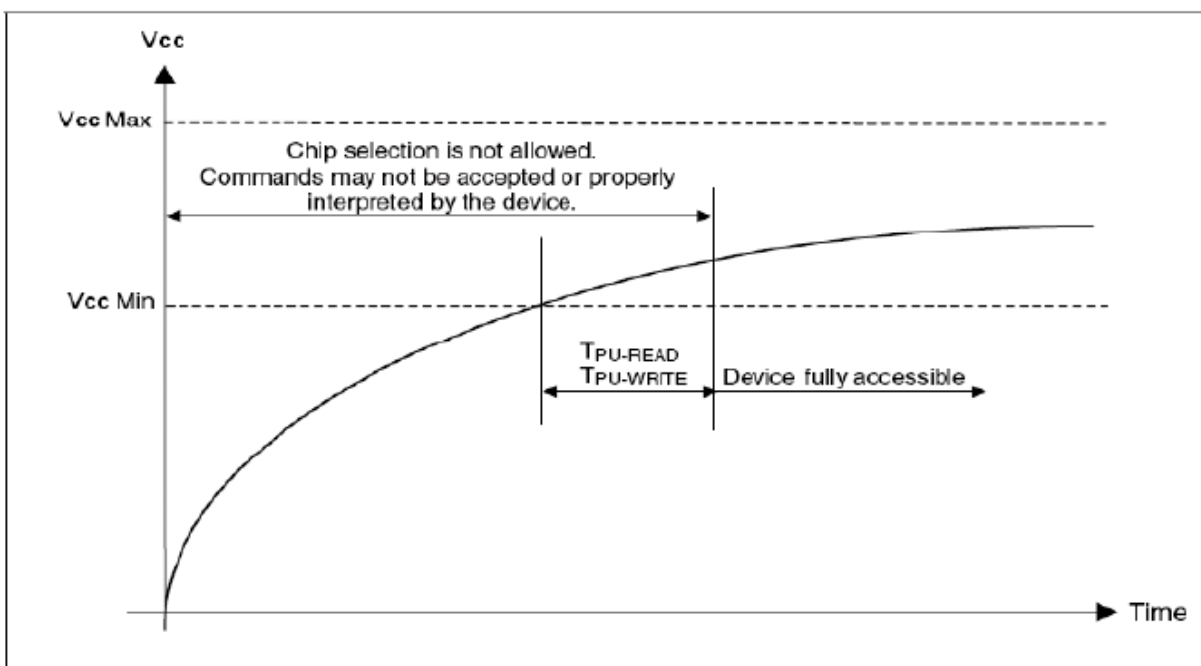 Vcc
Vcc Max
Chip selection is not allowed.
Commands may not be accepted or properly
interpreted by the device.
Vcc Min
TPU-READ
TPU-WRITE
Device fully accessible
Time